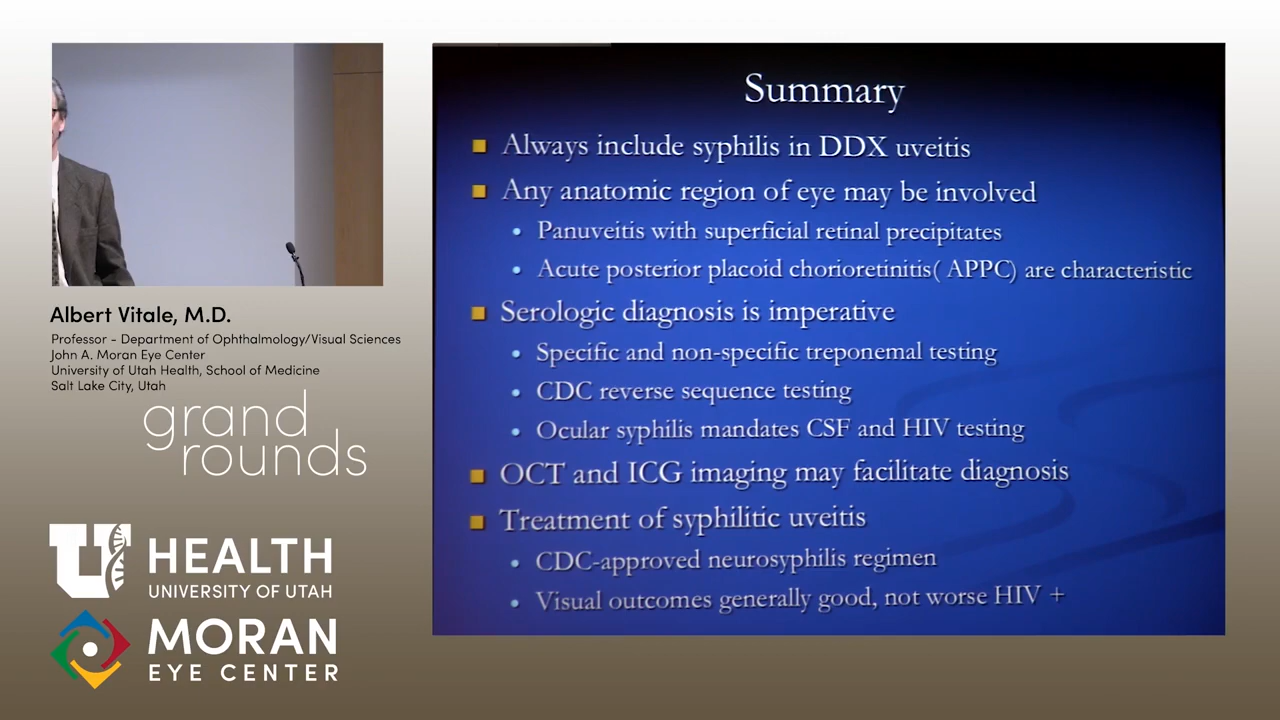 Summary
Always include syphilis in DDX uveitis
Any anatomic region of eye may be involved
Panuveitis with superficial retinal precipitates
Acute posterior placoid chorioretinitis( APPC) are characteristic
Serologic diagnosis is imperative
Specific and non-specific treponemal testing
CDC reverse sequence testing
Ocular syphilis mandates CSF and HIV testing
OCT and ICG imaging may facilitate diagnosis
Treatment of syphilitic uveitis
CDC-approved neurosyphilis regimen
Visual outcomes generally good, not worse HIV +
Albert Vitale, M.D.
Professor - Department of Ophthalmology/Visual Sciences
John A. Moran Eye Center
University of Utah Health, School of Medicine
Salt Lake City, Utah
grand
rounds
U HEALTH
UNIVERSITY OF UTAH
MORAN
EYE CENTER